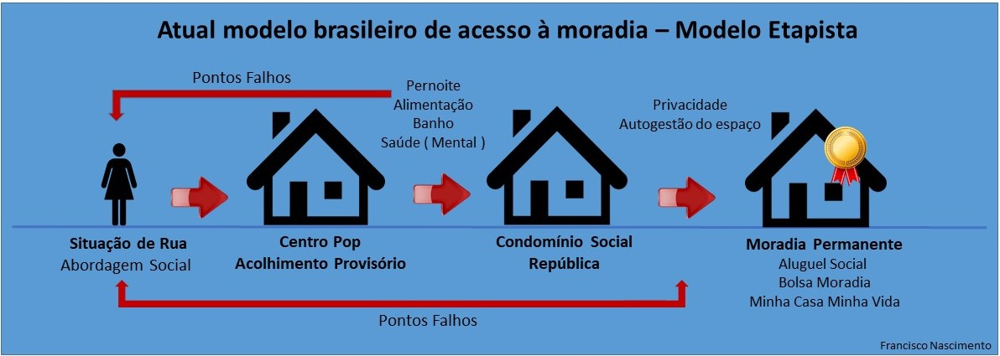 Atual modelo brasileiro de acesso à moradia – Modelo Etapista
Pontos Falhos
Pernoite
Alimentação
Banho
Saúde ( Mental )
Privacidade
Autogestão do espaço
Situação de Rua
Abordagem Social
Centro Pop
Acolhimento Provisório
Condomínio Social
República
Moradia Permanente
Aluguel Social
Bolsa Moradia
Minha Casa Minha Vida
Pontos Falhos
Francisco Nascimento